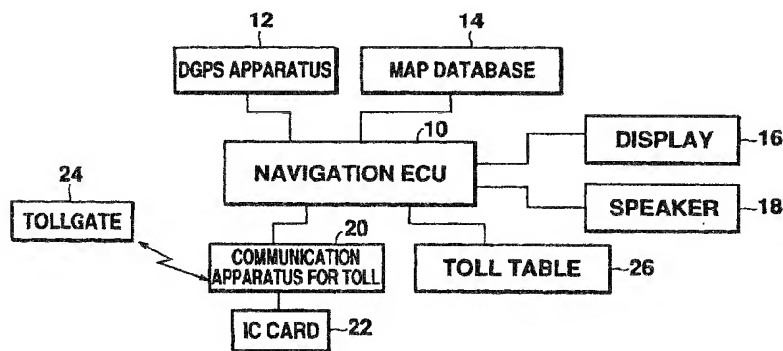 12
14
DGPS APPARATUS
MAP DATABASE
10
NAVIGATION ECU
DISPLAY
16
24
TOLLGATE
SPEAKER
18
20
COMMUNICATION
APPARATUS FOR TOLL
TOLL TABLE
26
IC CARD
22